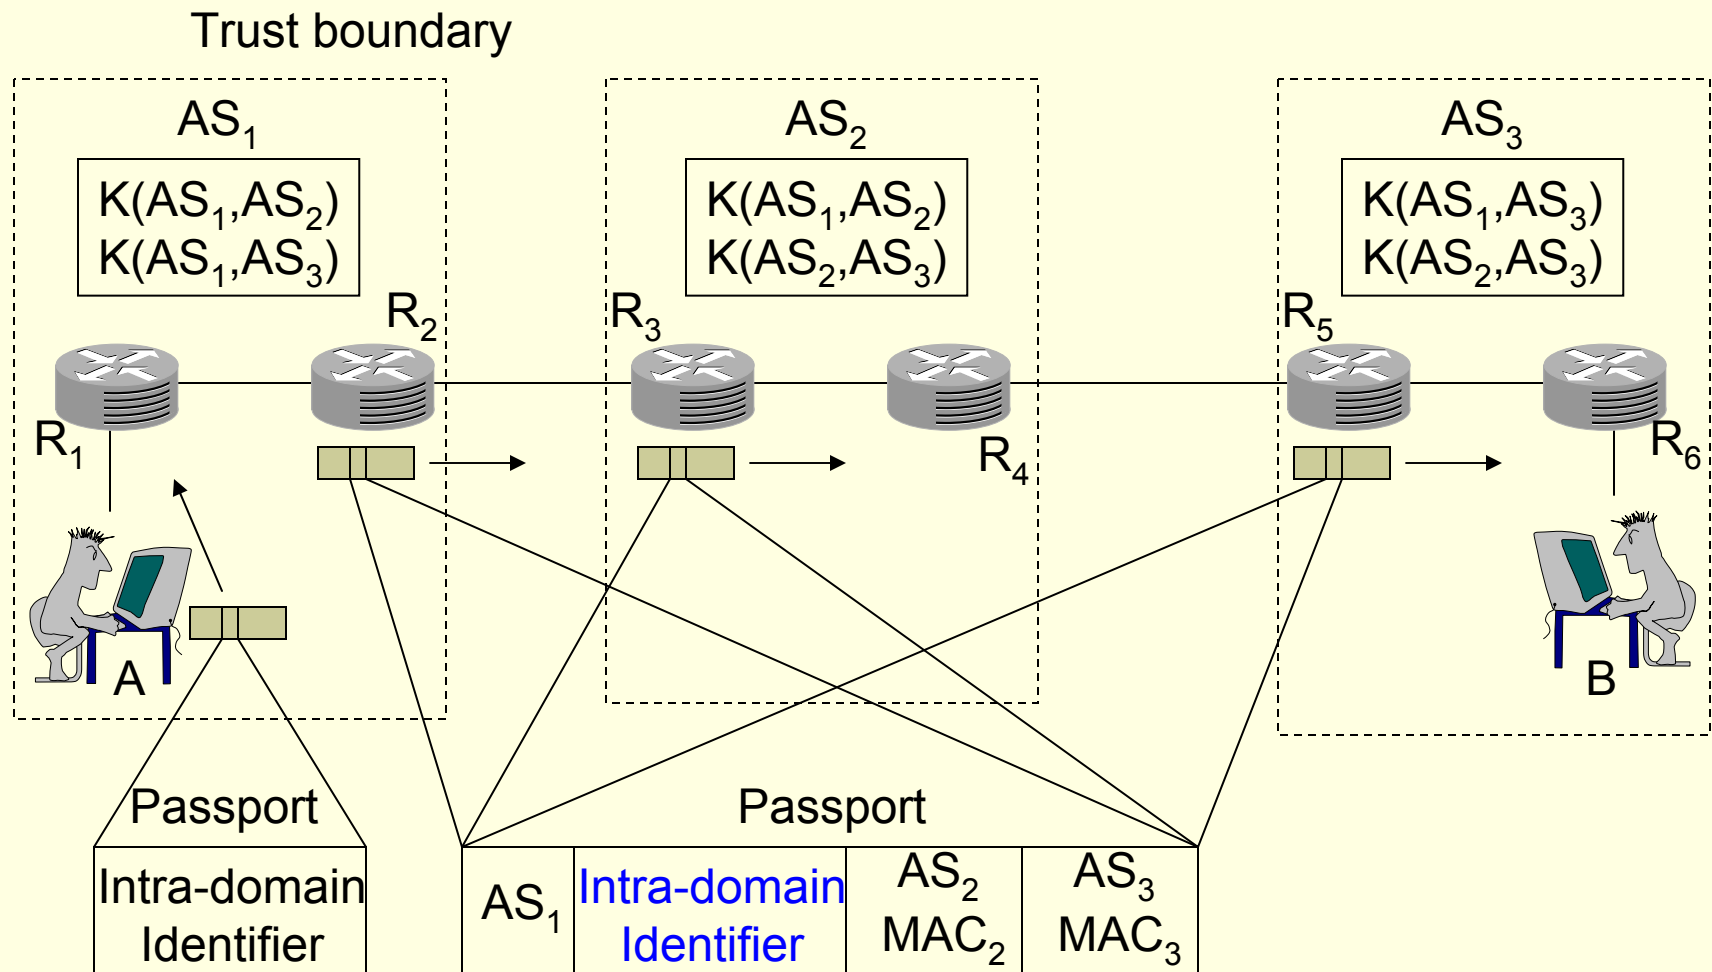 Trust boundary
AS₁
AS₂
AS₃
K(AS₁,AS₂)
K(AS₁,AS₃)
K(AS₁,AS₂)
K(AS₂,AS₃)
K(AS₁,AS₃)
K(AS₂,AS₃)
R₂
R₃
R₅
R₁
R₄
R₆
A
B
Passport
Intra-domain
Identifier
Passport
AS₁
Intra-domain
Identifier
AS₂
MAC₂
AS₃
MAC₃